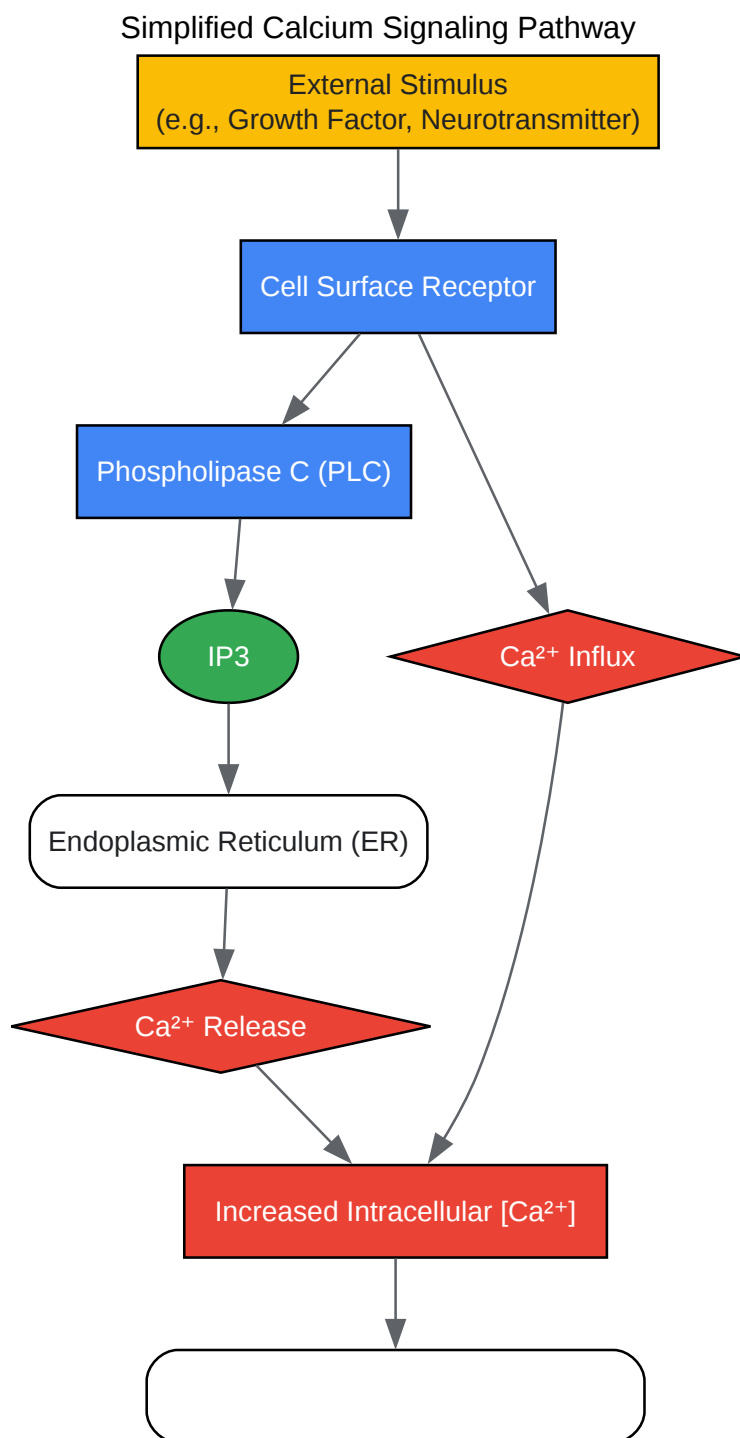 Simplified Calcium Signaling Pathway
External Stimulus
(e.g., Growth Factor, Neurotransmitter)
Cell Surface Receptor
Phospholipase C (PLC)
IP3
Ca²⁺ Influx
Endoplasmic Reticulum (ER)
Ca²⁺ Release
Increased Intracellular [Ca²⁺]